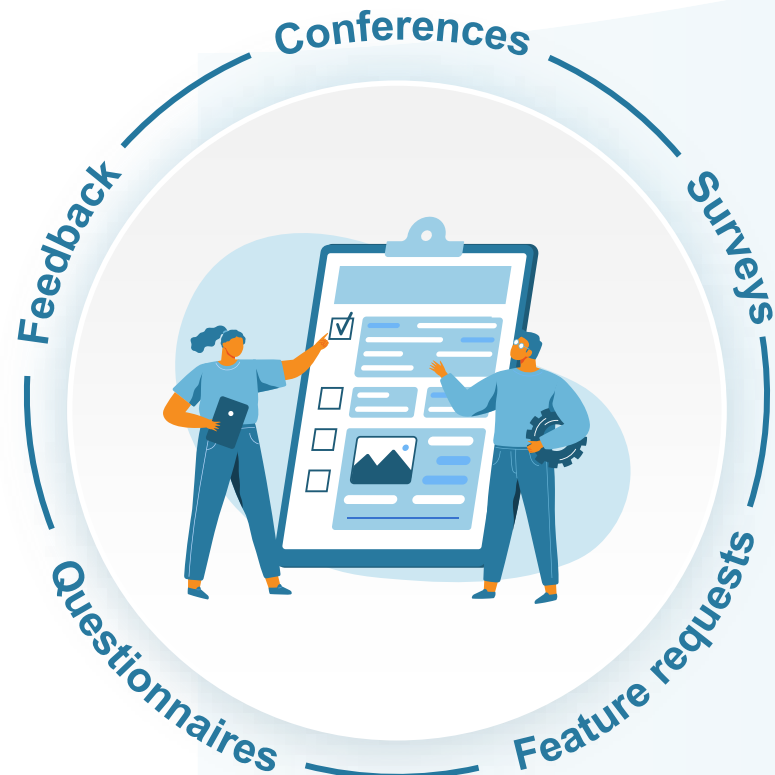 Conferences
Surveys
Feature requests
Questionnaires
Feedback